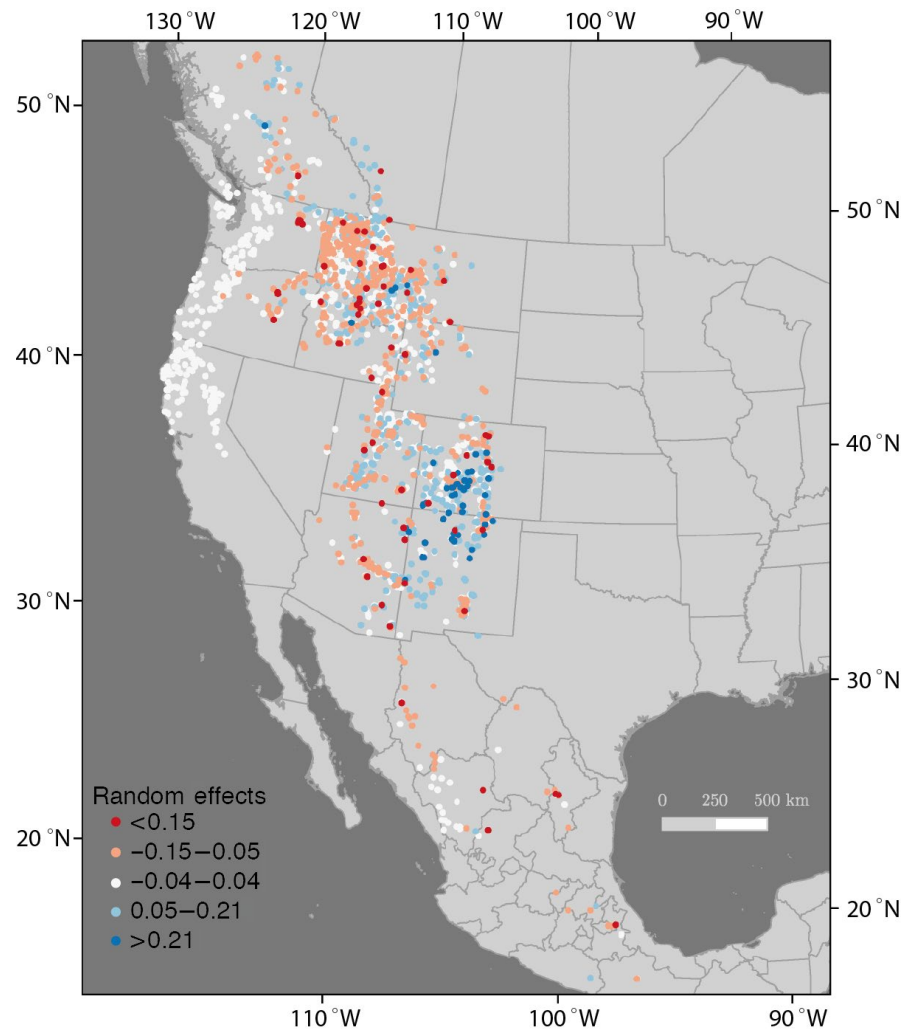 130 °W 120 °W 110 °W 100 °W 90 °W
50 °N
50 °N
40 °N
40 °N
30 °N
30 °N
Random effects
<0.15
0 250 500 km
−0.15−0.05
20 °N
−0.04−0.04
0.05−0.21
20 °N
>0.21
110 °W 100 °W 90 °W